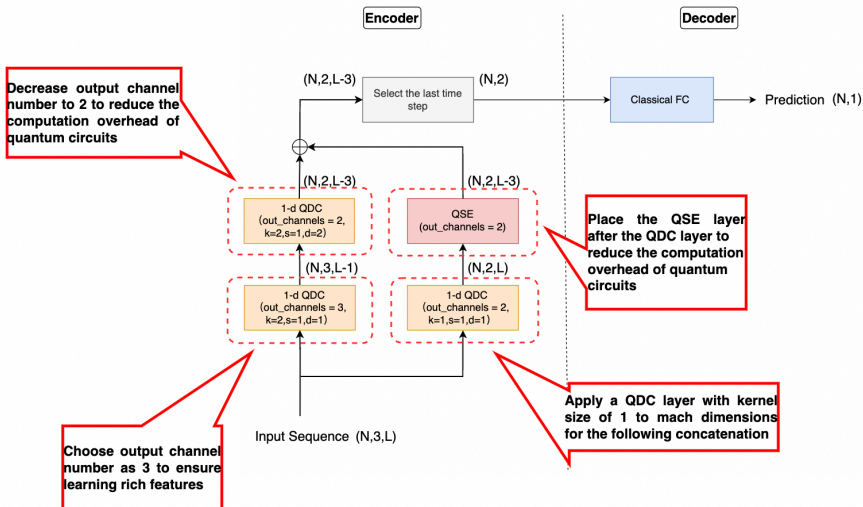 Encoder
Decoder
Decrease output channel
number to 2 to reduce the
computation overhead of
quantum circuits
(N,2,L-3)
Select the last time
step
(N,2)
Classical FC
Prediction (N,1)
(N,2,L-3)
(N,2,L-3)
1-d QDC
(out_channels = 2,
k=2,s=1,d=2)
QSE
(out_channels = 2)
Place the QSE layer
after the QDC layer to
reduce the computation
overhead of quantum
circuits
(N,3,L-1)
(N,2,L)
1-d QDC
(out_channels = 3,
k=2,s=1,d=1)
1-d QDC
(out_channels = 2,
k=1,s=1,d=1)
Apply a QDC layer with kernel
size of 1 to mach dimensions
for the following concatenation
Input Sequence (N,3,L)
Choose output channel
number as 3 to ensure
learning rich features